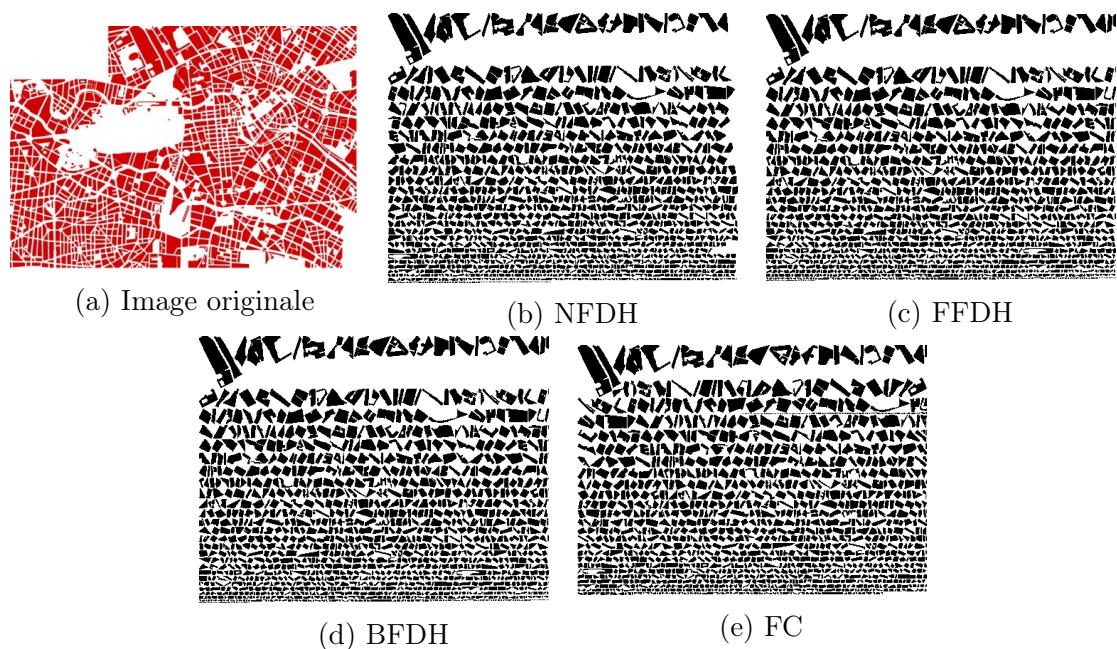 (a) Image originale
(b) NFDH
(c) FFDH
(d) BFDH
(e) FC